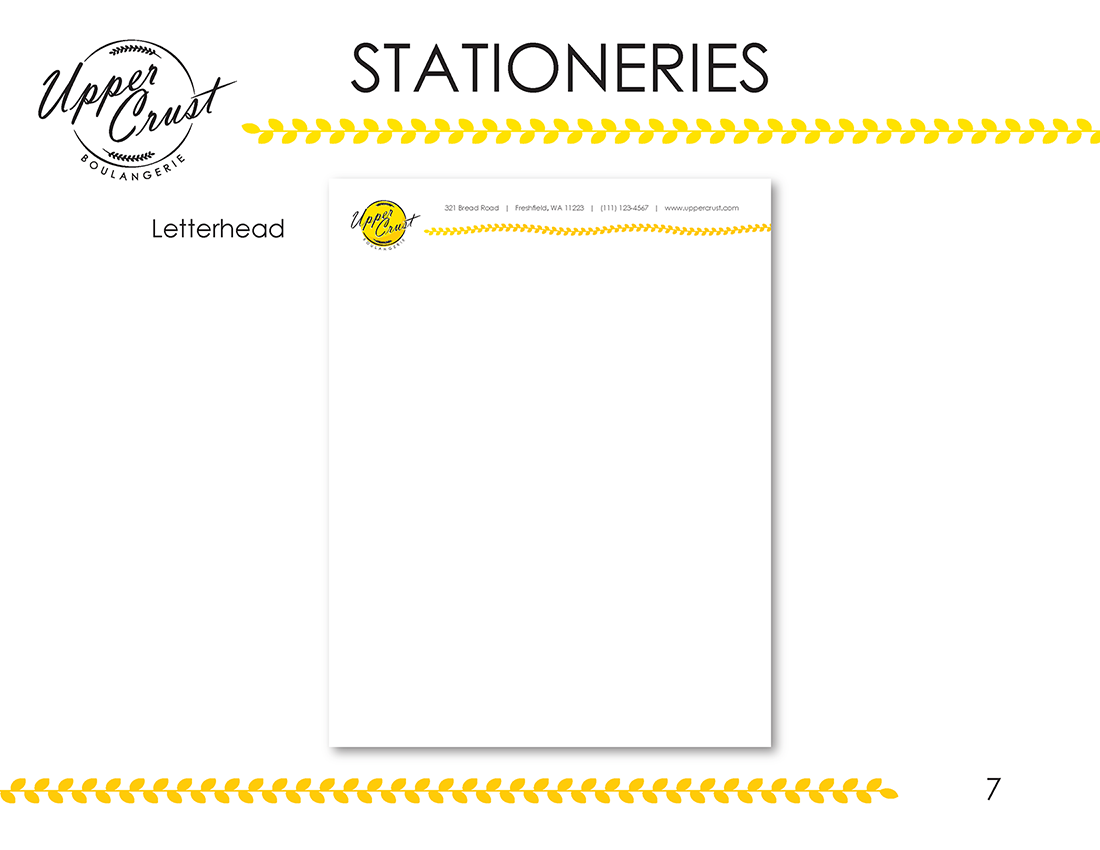 Upper
Crust
BOULANGERIE
STATIONERIES
Letterhead
Upper
Crust
BOULANGERIE
321 Bread Road | Freshfield, WA 11223 | (111) 123-4567 | www.uppercrust.com
7